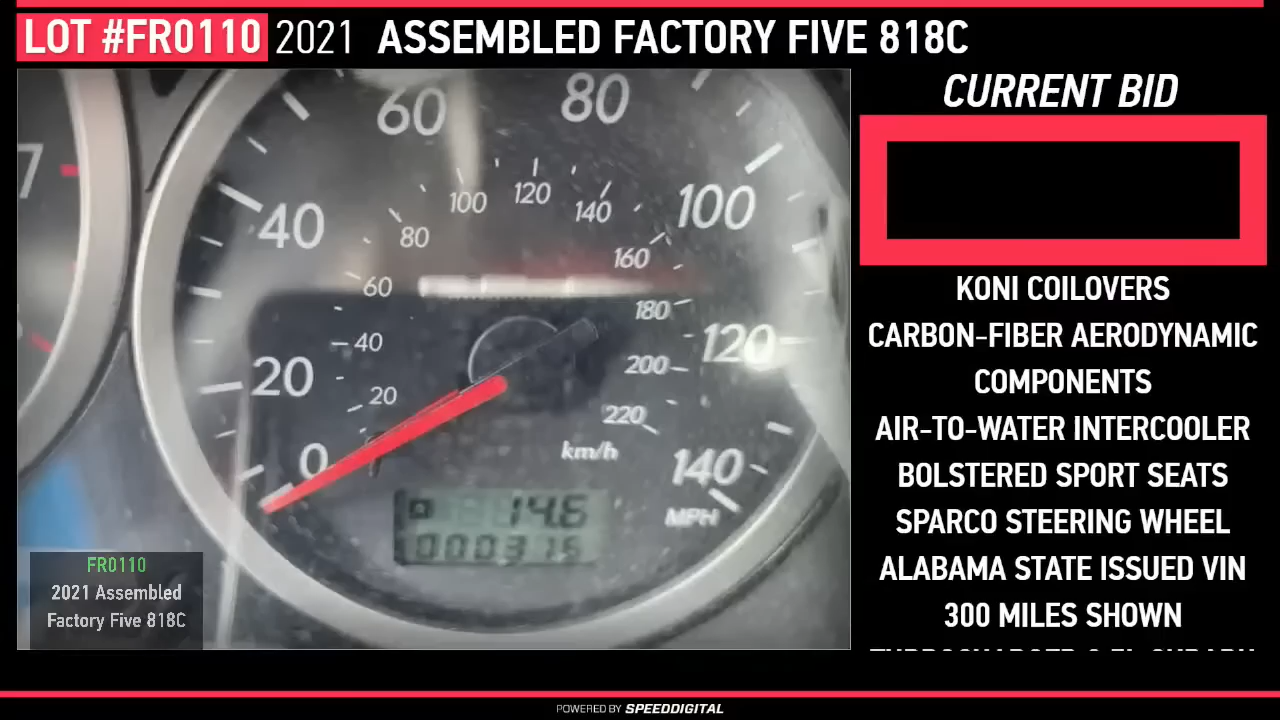 LOT #FR0110 2021 ASSEMBLED FACTORY FIVE 818C
CURRENT BID
KONI COILOVERS
CARBON-FIBER AERODYNAMIC
COMPONENTS
AIR-TO-WATER INTERCOOLER
BOLSTERED SPORT SEATS
SPARCO STEERING WHEEL
ALABAMA STATE ISSUED VIN
300 MILES SHOWN
7
60
80
40
100
20
120
0
140
MPH
100
120
80
140
60
160
40
180
20
200
220
km/h
14.6
000315
FR0110
2021 Assembled
Factory Five 818C
POWERED BY SPEEDDIGITAL